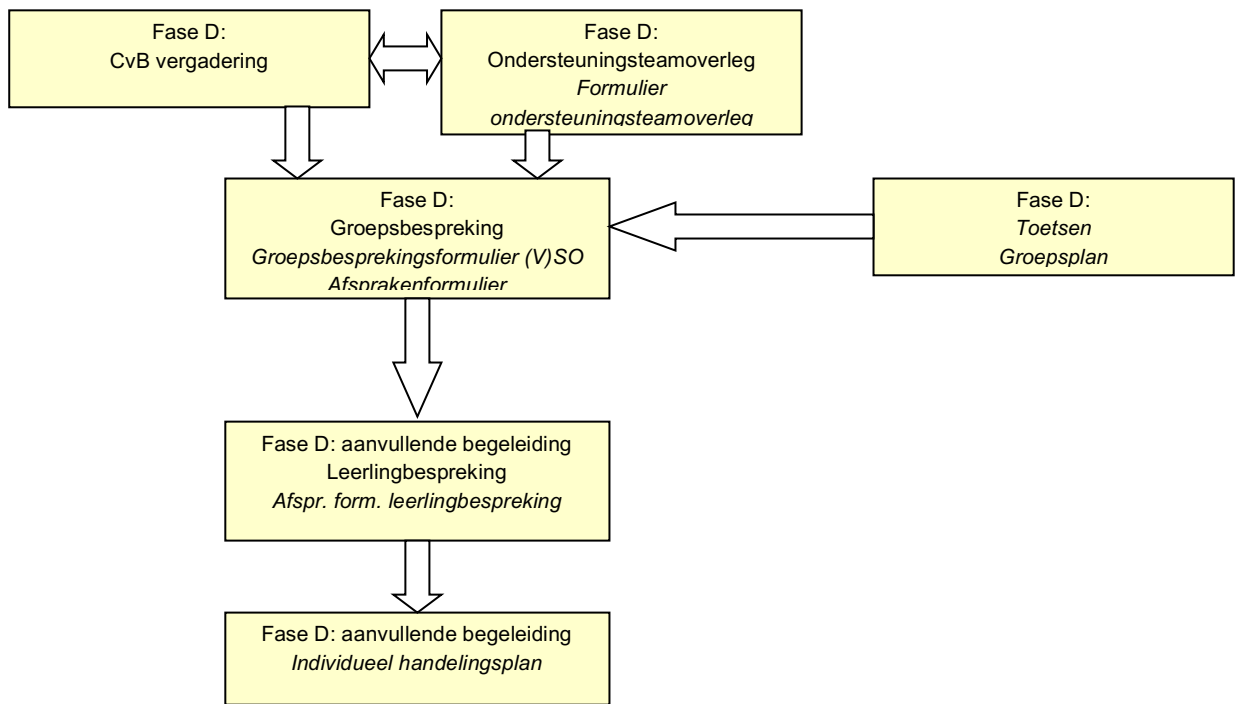 Fase D:
CvB vergadering
Fase D:
Ondersteuningsteamoverleg
Formulier
ondersteuningsteamoverleg
Fase D:
Groepsbespreking
Groepsbesprekingsformulier (V)SO
Afsprakenformulier
Fase D:
Toetsen
Groepsplan
Fase D: aanvullende begeleiding
Leerlingbespreking
Afspr. form. leerlingbespreking
Fase D: aanvullende begeleiding
Individueel handelingsplan